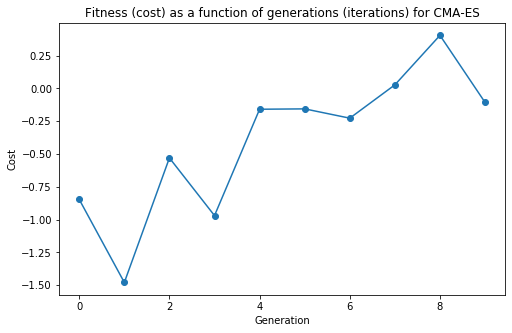 Fitness (cost) as a function of generations (iterations) for CMA-ES
0.25
0.00
−0.25
−0.50
−0.75
−1.00
−1.25
−1.50
Cost
0 2 4 6 8
Generation